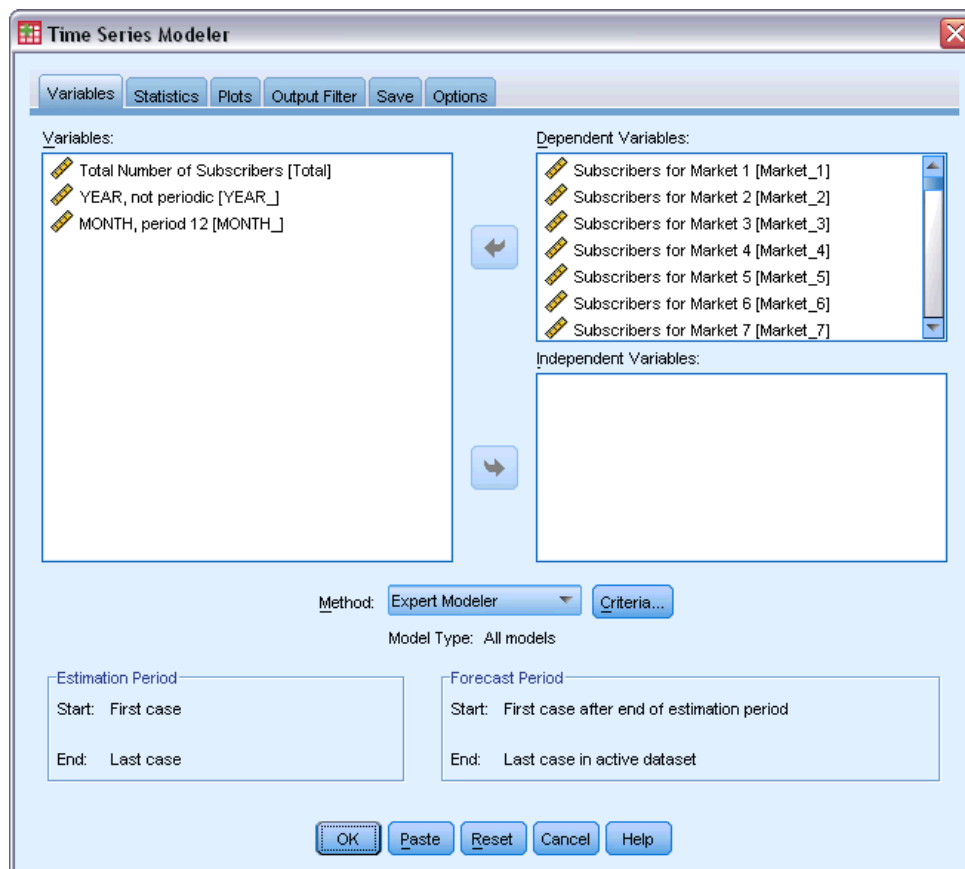 Time Series Modeler
Variables Statistics Plots Output Filter Save Options
Variables:
Total Number of Subscribers [Total]
YEAR, not periodic [YEAR_]
MONTH, period 12 [MONTH_]
Dependent Variables:
Subscribers for Market 1 [Market_1]
Subscribers for Market 2 [Market_2]
Subscribers for Market 3 [Market_3]
Subscribers for Market 4 [Market_4]
Subscribers for Market 5 [Market_5]
Subscribers for Market 6 [Market_6]
Subscribers for Market 7 [Market_7]
Independent Variables:
Method: Expert Modeler Criteria...
Model Type: All models
Estimation Period
Start: First case
End: Last case
Forecast Period
Start: First case after end of estimation period
End: Last case in active dataset
OK Paste Reset Cancel Help